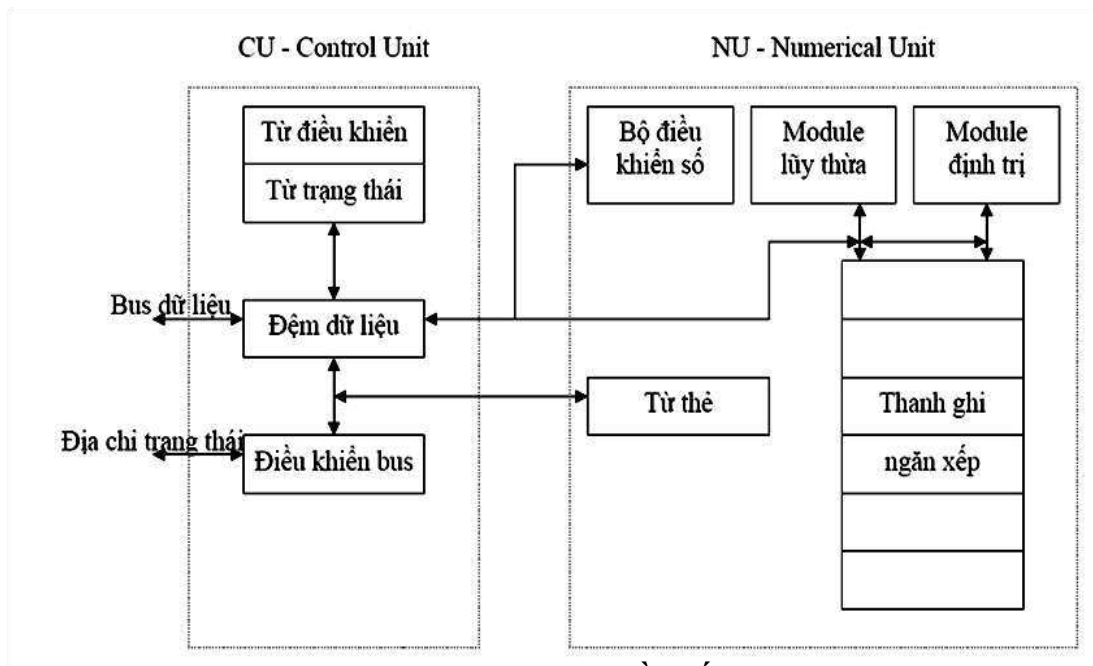 CU - Control Unit
NU - Numerical Unit
Từ điều khiển
Từ trạng thái
Bộ điều
khiển số
Module
lũy thừa
Module
định trị
Bus dữ liệu
Đệm dữ liệu
Từ thẻ
Thanh ghi
ngăn xếp
Địa chi trạng thái
Điều khiển bus